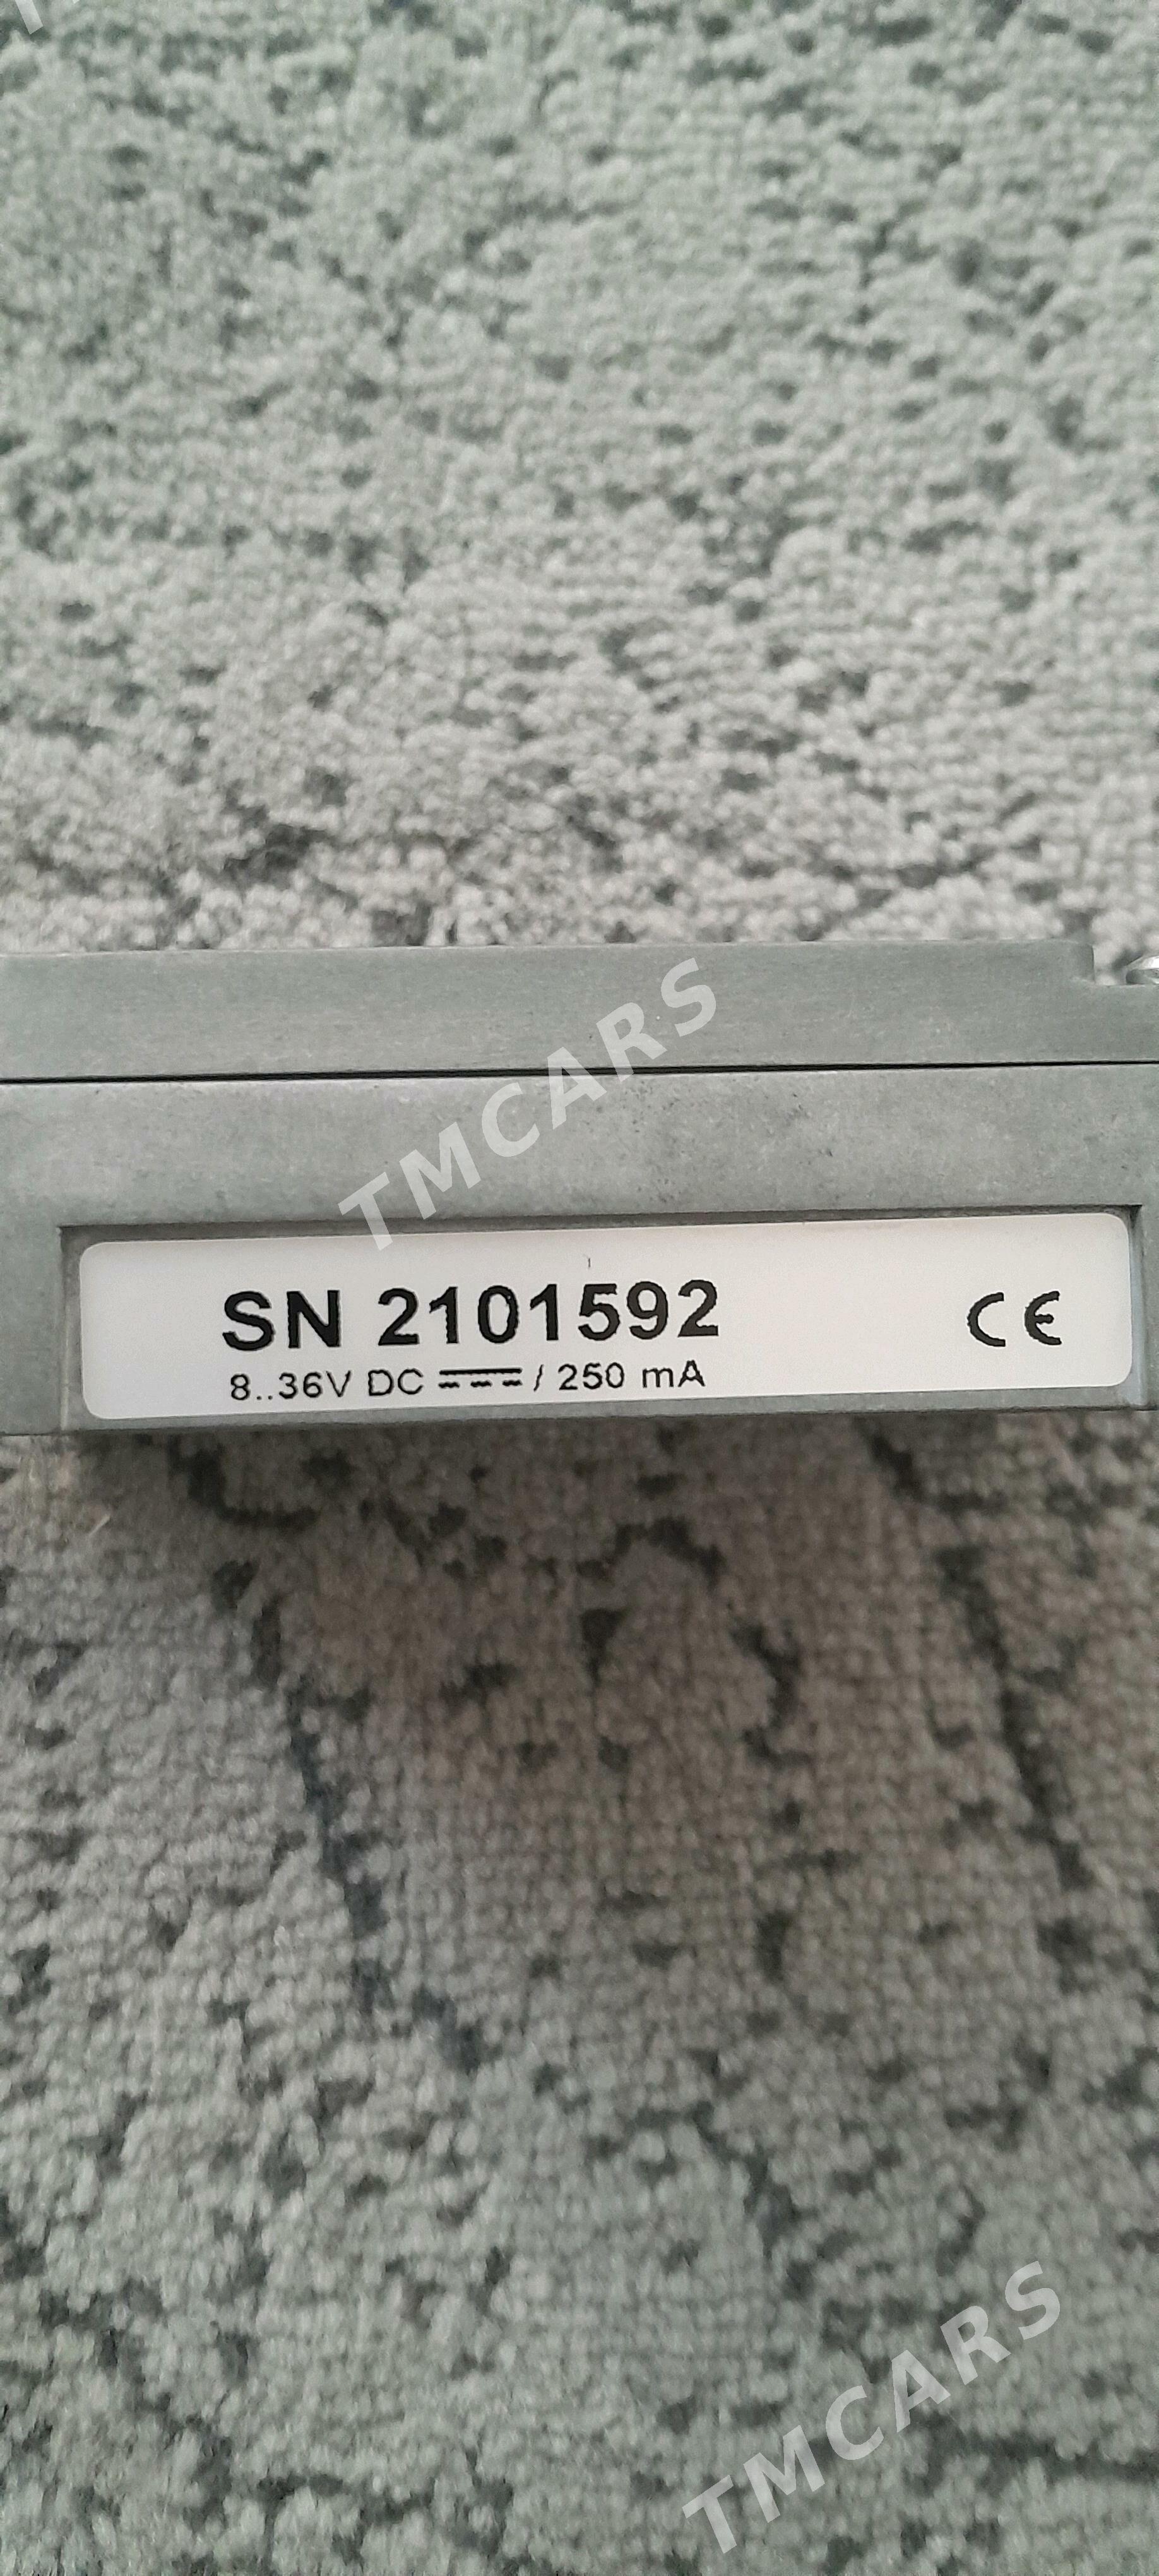 TMCARS
SN 2101592
CE
8..36V DC ⎓ / 250 mA
TMCARS